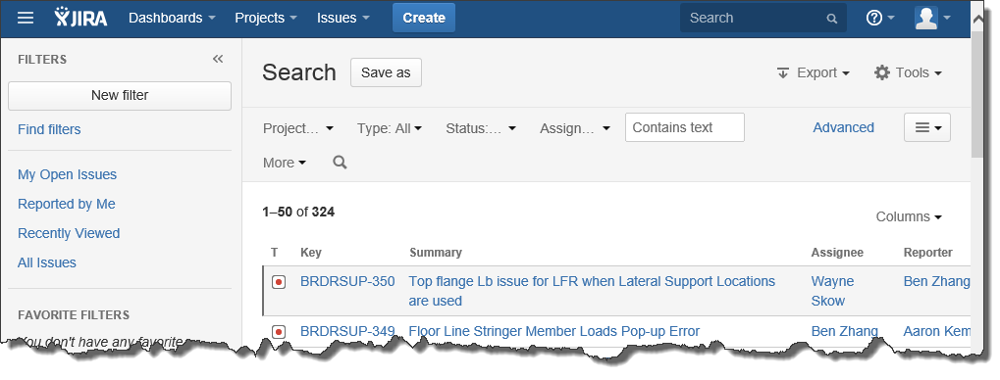 JIRA Dashboards Projects Issues Create Search
FILTERS
New filter
Find filters
My Open Issues
Reported by Me
Recently Viewed
All Issues
FAVORITE FILTERS
You don't have any favorite
Search Save as Export Tools
Project... Type: All Status:... Assign... Contains text Advanced
More
1–50 of 324
Columns
T Key Summary Assignee Reporter
BRDRSUP-350 Top flange Lb issue for LFR when Lateral Support Locations Wayne Ben Zhang
are used Skow
BRDRSUP-349 Floor Line Stringer Member Loads Pop-up Error Ben Zhang Aaron Kem